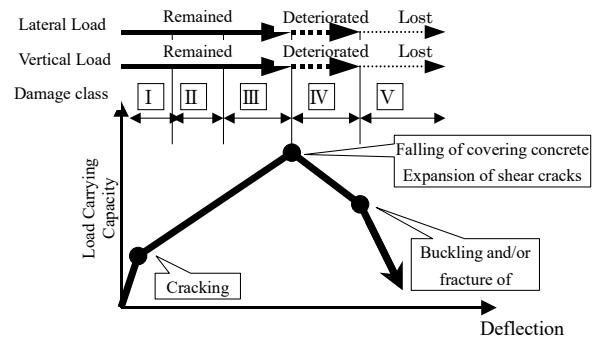 Lateral Load Remained Deteriorated Lost
Vertical Load Remained Deteriorated Lost
Damage class Ⅰ Ⅱ Ⅲ Ⅳ Ⅴ
Load Carrying
Capacity
Falling of covering concrete
Expansion of shear cracks
Buckling and/or
fracture of
Cracking
Deflection